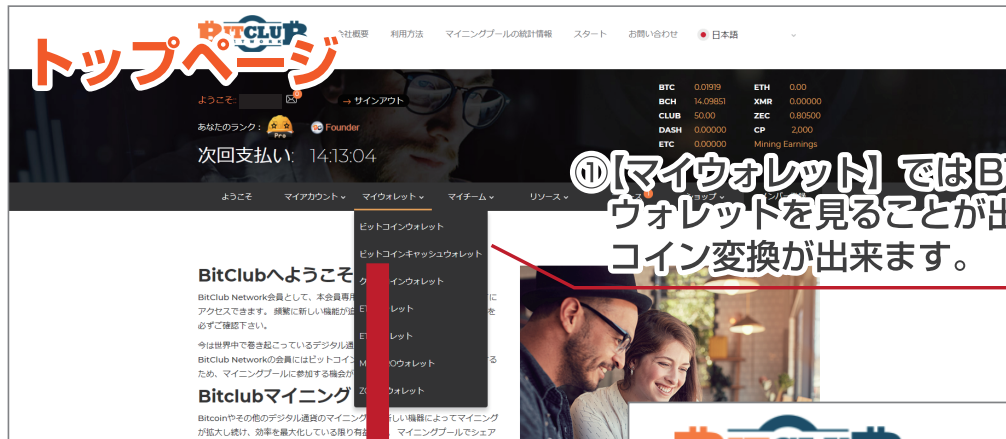 BITCLUB
NETWORK
会社概要 利用方法 マイニングプールの統計情報 スタート お問い合わせ 日本語
トップページ
ようこそ: → サインアウト
あなたのランク: Pro Founder
次回支払い: 14:13:04
BTC 0.01919 ETH 0.00
BCH 14.09851 XMR 0.00000
CLUB 50.00 ZEC 0.80500
DASH 0.00000 CP 2,000
ETC 0.00000 Mining Earnings
①【マイウォレット】ではB
ウォレットを見ることが出
コイン変換が出来ます。
ようこそ マイアカウント マイウォレット マイチーム リソース
ビットコインウォレット
ビットコインキャッシュウォレット
BitClubへようこそ
BitClub Network会員として、本会員専用
アクセスできます。 頻繁に新しい機能が追
必ずご確認下さい。
今は世界中で巻き起こっているデジタル通
BitClub Networkの会員にはビットコイン
ため、マイニングプールに参加する機会が
Bitclubマイニング
Bitcoinやその他のデジタル通貨のマイニング 新しい機器によってマイニング
が拡大し続け、効率を最大化している限り有 マイニングプールでシェア